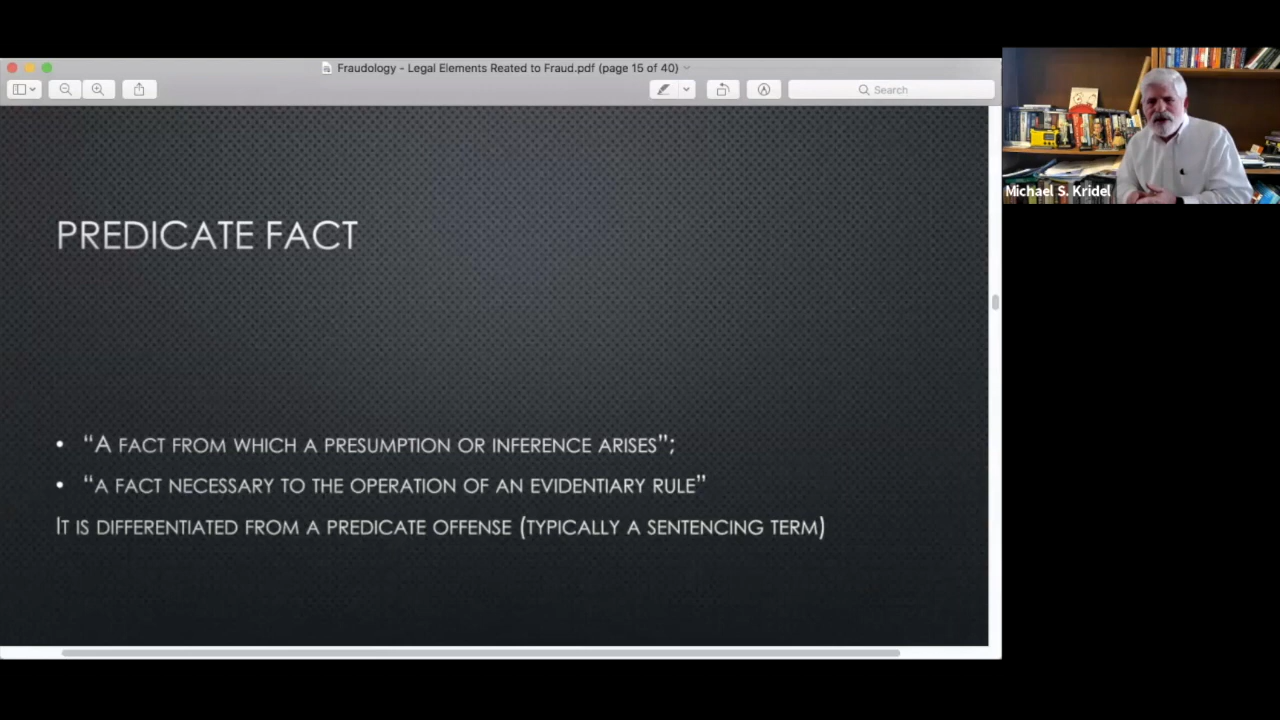 Fraudology - Legal Elements Reated to Fraud.pdf (page 15 of 40)
Search
Michael S. Kridel
PREDICATE FACT
• “A FACT FROM WHICH A PRESUMPTION OR INFERENCE ARISES”;
• “A FACT NECESSARY TO THE OPERATION OF AN EVIDENTIARY RULE”
IT IS DIFFERENTIATED FROM A PREDICATE OFFENSE (TYPICALLY A SENTENCING TERM)